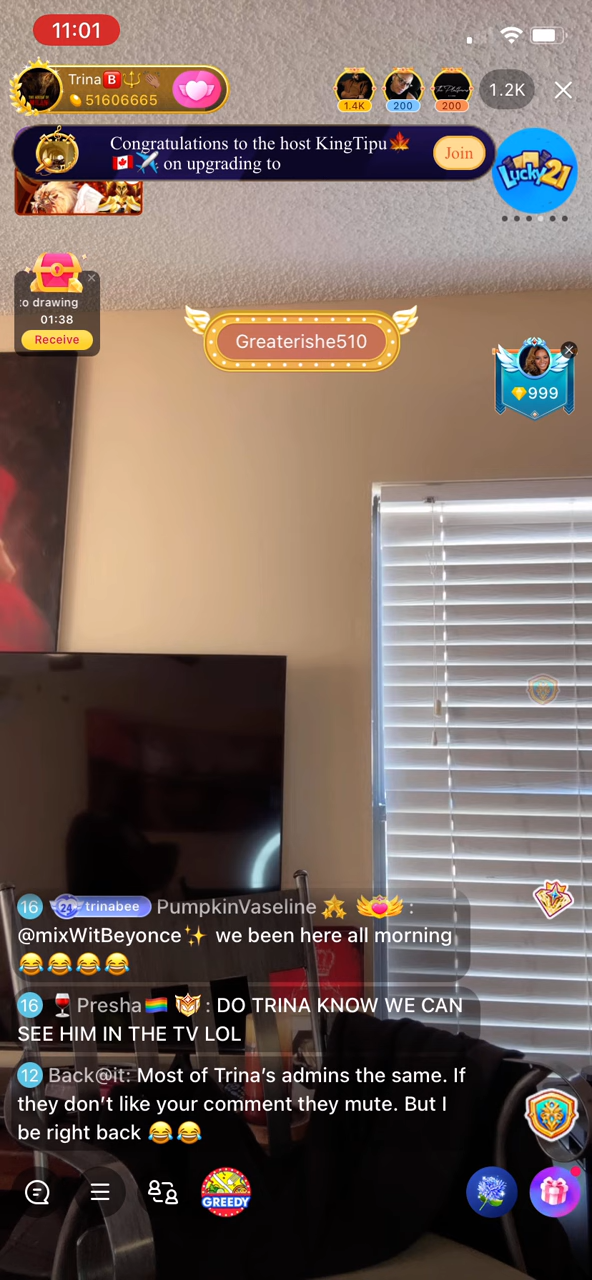 11:01
Trina🅱️🔱👏🏽
51606665
1.4K
200
200
1.2K
Congratulations to the host KingTipu🍁
🇨🇦✈️ on upgrading to
Join
Lucky21
to drawing
01:38
Receive
Greaterishe510
999
16 24 trinabee PumpkinVaseline :
@mixWitBeyonce✨ we been here all morning
😂😂😂😂
16 🍷Presha🏳️‍🌈 : DO TRINA KNOW WE CAN
SEE HIM IN THE TV LOL
12 Back@it: Most of Trina's admins the same. If
they don't like your comment they mute. But I
be right back 😂😂
GREEDY